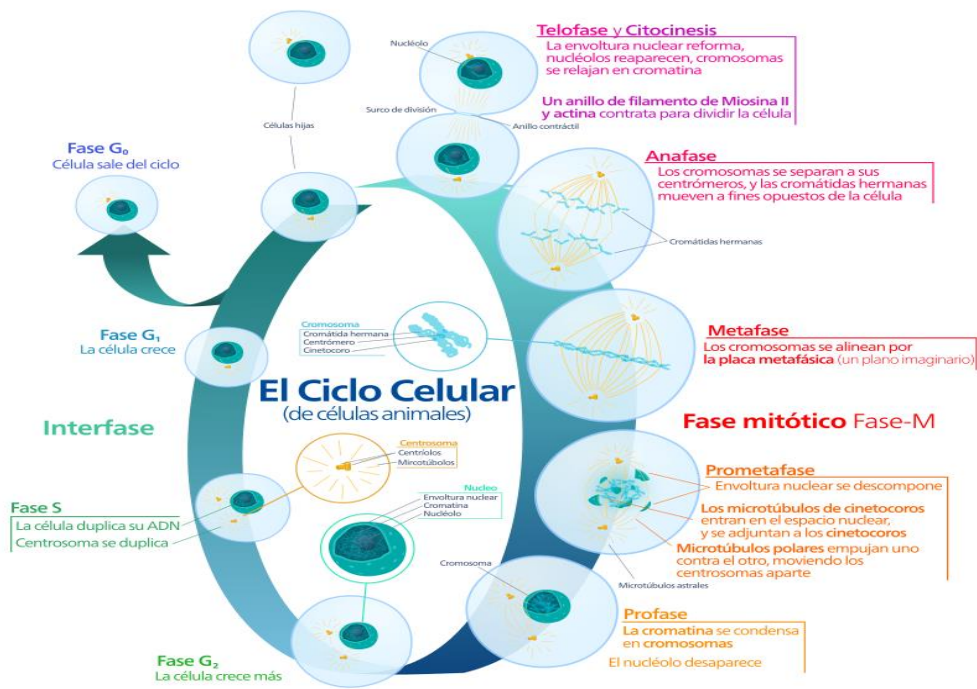 Telofase y Citocinesis
La envoltura nuclear reforma,
nucléolos reaparecen, cromosomas
se relajan en cromatina
Un anillo de filamento de Miosina II
y actina contrata para dividir la célula
Nucléolo
Surco de división
Anillo contráctil
Células hijas
Fase G₀
Célula sale del ciclo
Anafase
Los cromosomas se separan a sus
centrómeros, y las cromátidas hermanas
mueven a fines opuestos de la célula
Cromátidas hermanas
Fase G₁
La célula crece
Cromosoma
Cromátida hermana
Centrómero
Cinetocoro
Metafase
Los cromosomas se alinean por
la placa metafásica (un plano imaginario)
El Ciclo Celular
(de células animales)
Interfase
Fase mitótico Fase-M
Centrosoma
Centríolos
Mircotúbolos
Prometafase
Envoltura nuclear se descompone
Los microtúbulos de cinetocoros
entran en el espacio nuclear,
y se adjuntan a los cinetocoros
Microtúbulos polares empujan uno
contra el otro, moviendo los
centrosomas aparte
Microtúbulos astrales
Nucleo
Envoltura nuclear
Cromatina
Nucléolo
Fase S
La célula duplica su ADN
Centrosoma se duplica
Cromosoma
Profase
La cromatina se condensa
en cromosomas
El nucléolo desaparece
Fase G₂
La célula crece más